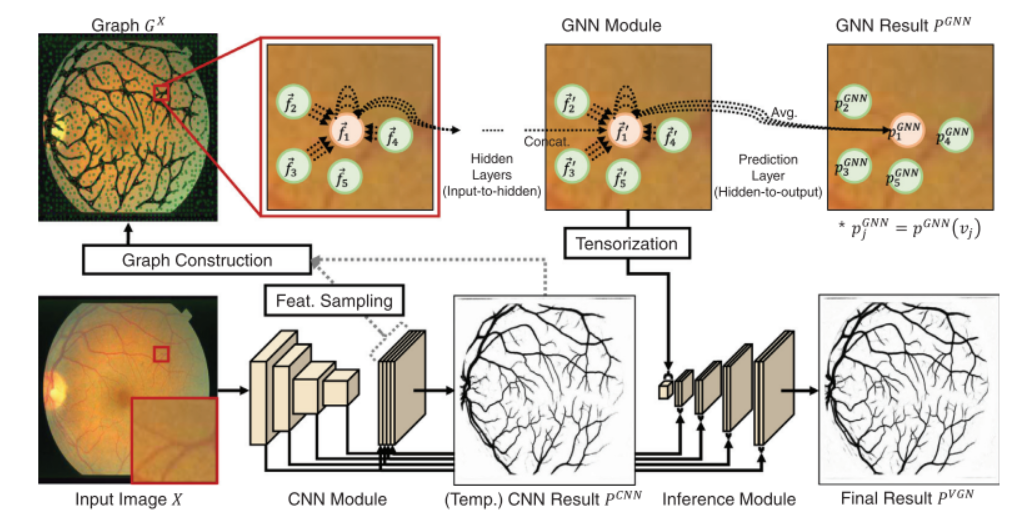 Graph G^X
GNN Module
GNN Result P^GNN
f⃗₂
f⃗₁
f⃗₄
f⃗₃
f⃗₅
Hidden
Layers
(Input-to-hidden)
Concat.
f⃗₂′
f⃗₁′
f⃗₄′
f⃗₃′
f⃗₅′
Avg.
Prediction
Layer
(Hidden-to-output)
p₂^GNN
p₁^GNN
p₄^GNN
p₃^GNN
p₅^GNN
* p_j^GNN = p^GNN(v_j)
Graph Construction
Tensorization
Feat. Sampling
Input Image X
CNN Module
(Temp.) CNN Result P^CNN
Inference Module
Final Result P^VGN